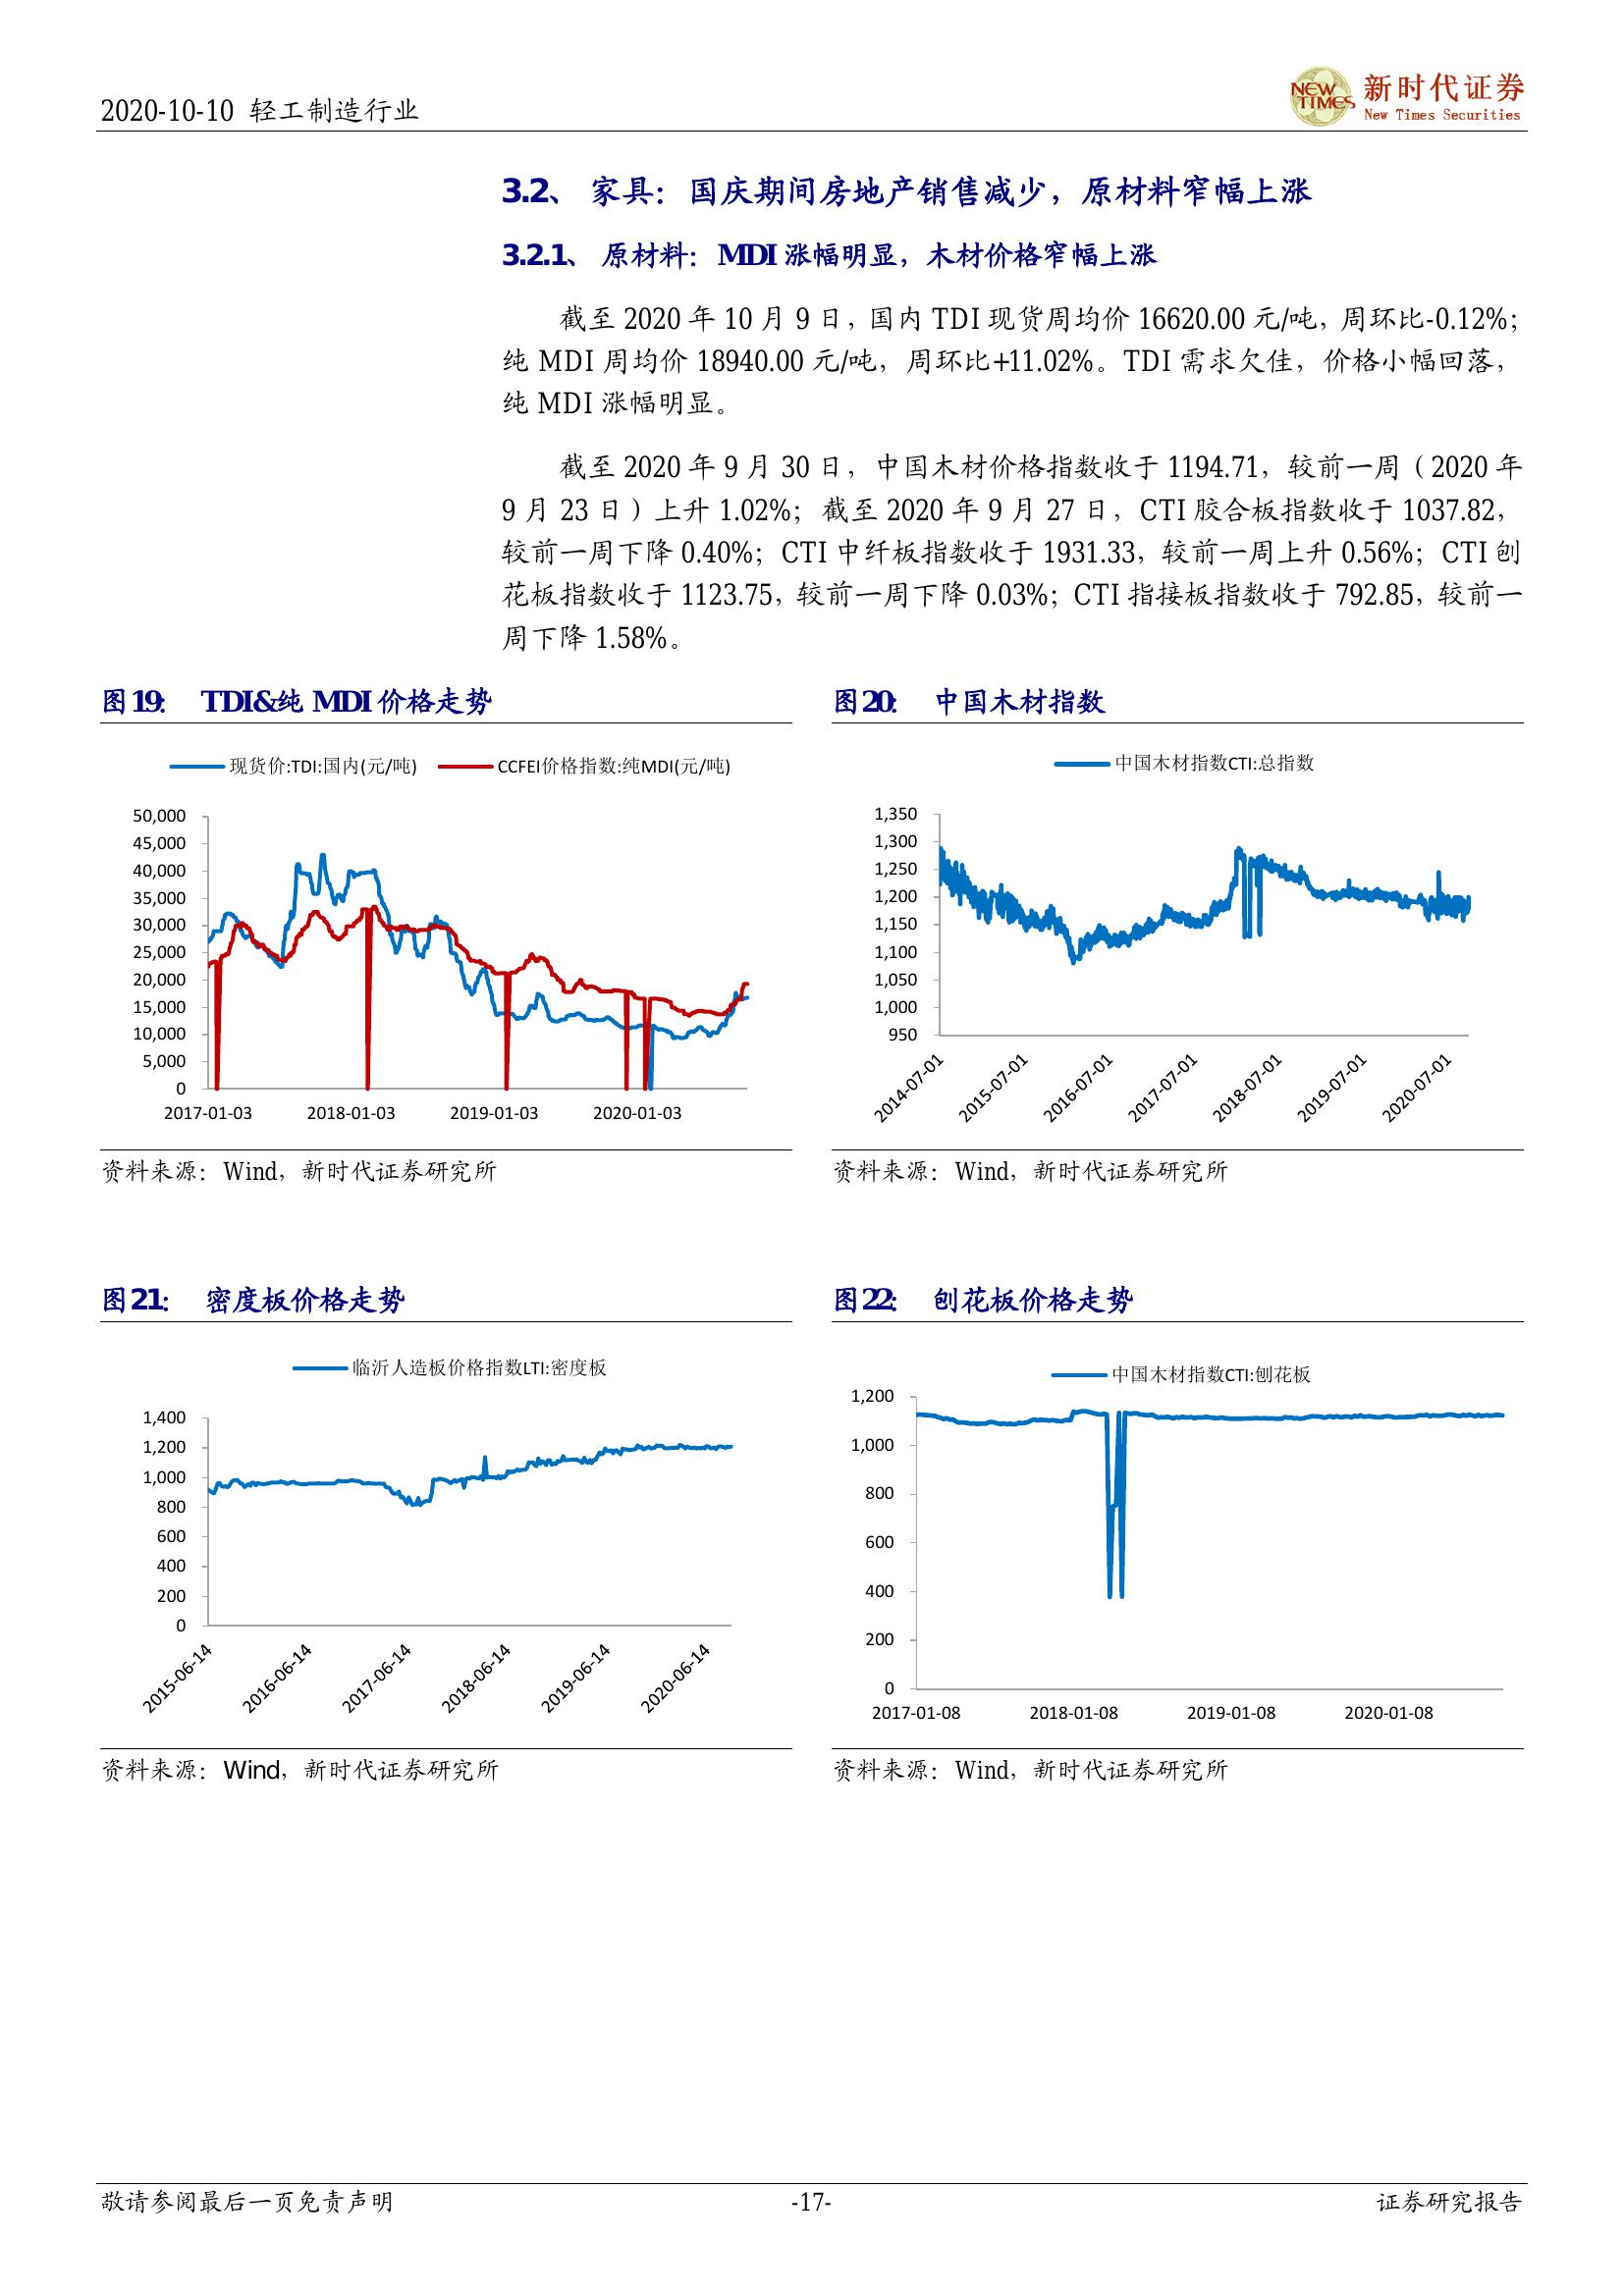 2020-10-10 轻工制造行业
NEW TIMES
新时代证券
New Times Securities
3.2、 家具：国庆期间房地产销售减少，原材料窄幅上涨
3.2.1、 原材料：MDI 涨幅明显，木材价格窄幅上涨
截至 2020 年 10 月 9 日，国内 TDI 现货周均价 16620.00 元/吨，周环比-0.12%；
纯 MDI 周均价 18940.00 元/吨，周环比+11.02%。TDI 需求欠佳，价格小幅回落，
纯 MDI 涨幅明显。
截至 2020 年 9 月 30 日，中国木材价格指数收于 1194.71，较前一周（2020 年
9 月 23 日）上升 1.02%；截至 2020 年 9 月 27 日，CTI 胶合板指数收于 1037.82，
较前一周下降 0.40%；CTI 中纤板指数收于 1931.33，较前一周上升 0.56%；CTI 刨
花板指数收于 1123.75，较前一周下降 0.03%；CTI 指接板指数收于 792.85，较前一
周下降 1.58%。
图19： TDI&纯 MDI 价格走势
现货价:TDI:国内(元/吨) CCFEI价格指数:纯MDI(元/吨)
50,000
45,000
40,000
35,000
30,000
25,000
20,000
15,000
10,000
5,000
0
2017-01-03 2018-01-03 2019-01-03 2020-01-03
资料来源：Wind，新时代证券研究所
图20： 中国木材指数
中国木材指数CTI:总指数
1,350
1,300
1,250
1,200
1,150
1,100
1,050
1,000
950
2014-07-01 2015-07-01 2016-07-01 2017-07-01 2018-07-01 2019-07-01 2020-07-01
资料来源：Wind，新时代证券研究所
图21： 密度板价格走势
临沂人造板价格指数LTI:密度板
1,400
1,200
1,000
800
600
400
200
0
2015-06-14 2016-06-14 2017-06-14 2018-06-14 2019-06-14 2020-06-14
资料来源：Wind，新时代证券研究所
图22： 刨花板价格走势
中国木材指数CTI:刨花板
1,200
1,000
800
600
400
200
0
2017-01-08 2018-01-08 2019-01-08 2020-01-08
资料来源：Wind，新时代证券研究所
敬请参阅最后一页免责声明 -17- 证券研究报告